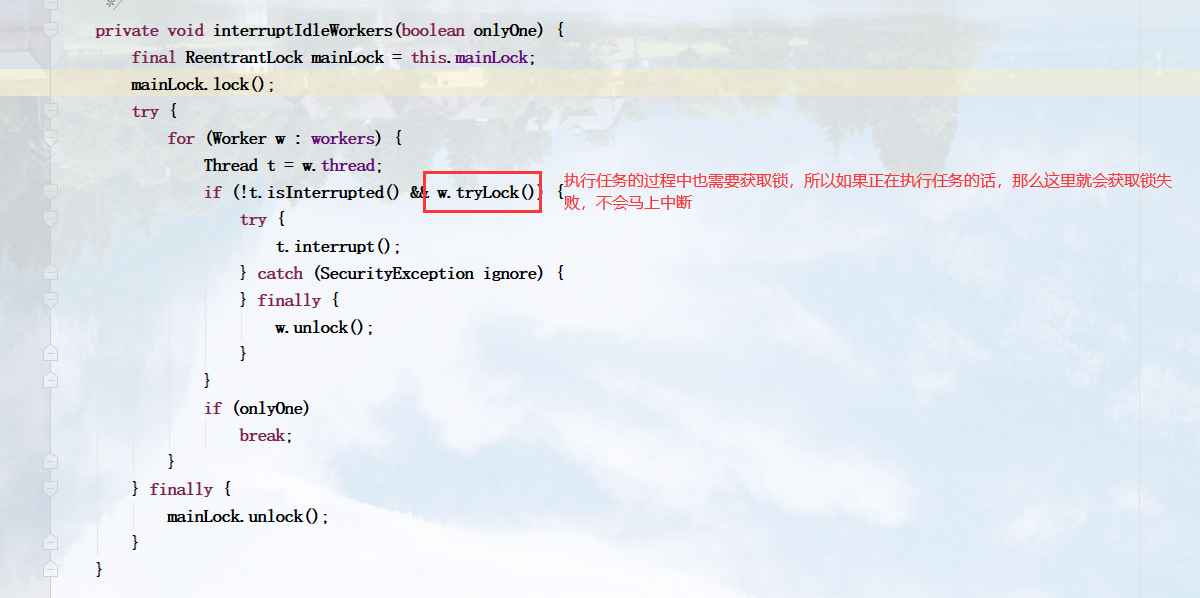 private void interruptIdleWorkers(boolean onlyOne) {
final ReentrantLock mainLock = this.mainLock;
mainLock.lock();
try {
for (Worker w : workers) {
Thread t = w.thread;
if (!t.isInterrupted() && w.tryLock()) {
执行任务的过程中也需要获取锁，所以如果正在执行任务的话，那么这里就会获取锁失
败，不会马上中断
try {
t.interrupt();
} catch (SecurityException ignore) {
} finally {
w.unlock();
}
}
if (onlyOne)
break;
}
} finally {
mainLock.unlock();
}
}